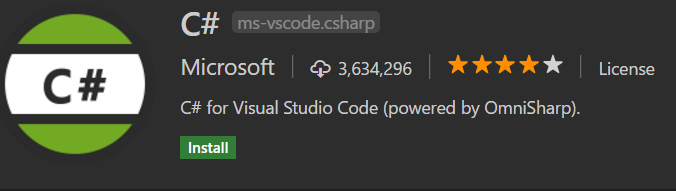 C#
C# ms-vscode.csharp
Microsoft 3,634,296 License
C# for Visual Studio Code (powered by OmniSharp).
Install